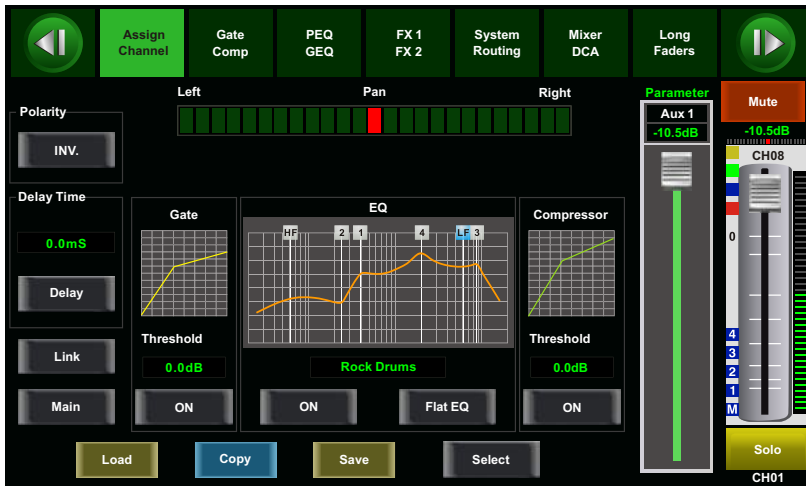 Assign
Channel
Gate
Comp
PEQ
GEQ
FX 1
FX 2
System
Routing
Mixer
DCA
Long
Faders
Left
Pan
Right
Parameter
Aux 1
-10.5dB
Mute
-10.5dB
CH08
Polarity
INV.
Delay Time
0.0mS
Delay
Link
Main
Gate
Threshold
0.0dB
ON
EQ
HF
2
1
4
LF
3
Rock Drums
ON
Flat EQ
Compressor
Threshold
0.0dB
ON
0
4
3
2
1
M
Load
Copy
Save
Select
Solo
CH01